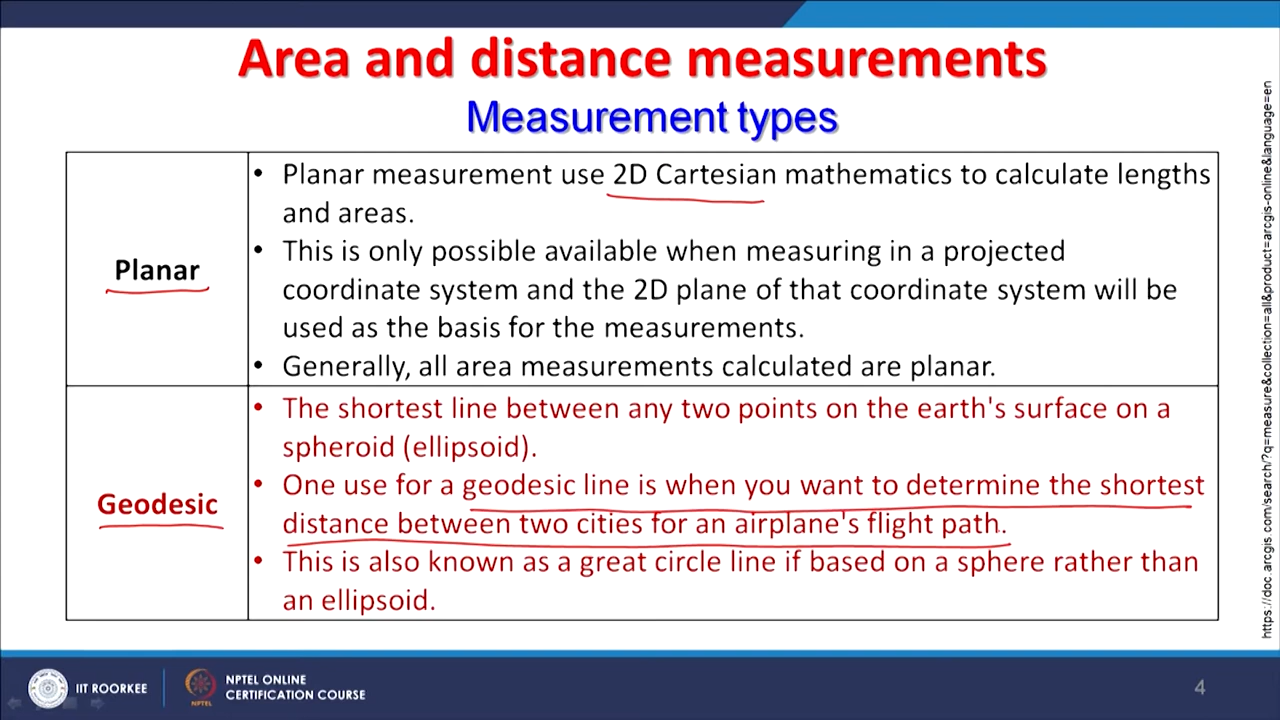 Area and distance measurements
Measurement types
Planar
• Planar measurement use 2D Cartesian mathematics to calculate lengths
and areas.
• This is only possible available when measuring in a projected
coordinate system and the 2D plane of that coordinate system will be
used as the basis for the measurements.
• Generally, all area measurements calculated are planar.
Geodesic
• The shortest line between any two points on the earth's surface on a
spheroid (ellipsoid).
• One use for a geodesic line is when you want to determine the shortest
distance between two cities for an airplane's flight path.
• This is also known as a great circle line if based on a sphere rather than
an ellipsoid.
https://doc.arcgis.com/search/?q=measure&collection=all&product=arcgis-online&language=en
IIT ROORKEE
NPTEL
NPTEL ONLINE
CERTIFICATION COURSE
4